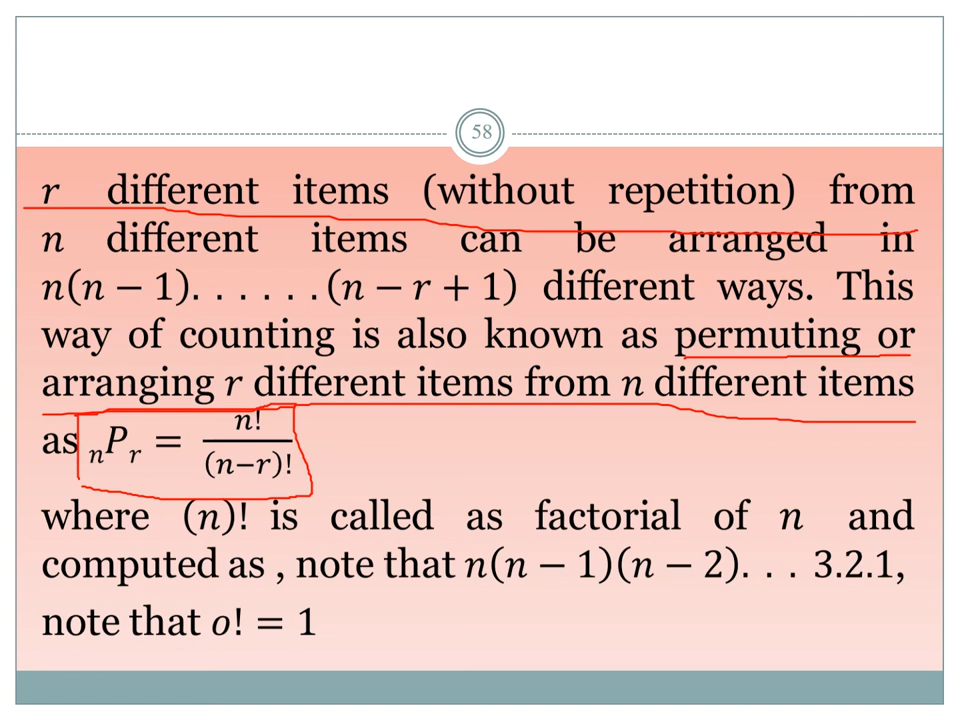 58
r different items (without repetition) from
n different items can be arranged in
n(n − 1). . . . . . (n − r + 1) different ways. This
way of counting is also known as permuting or
arranging r different items from n different items
as ₙPᵣ = n!/(n−r)!
where (n)! is called as factorial of n and
computed as , note that n(n − 1)(n − 2). . . 3.2.1,
note that o! = 1